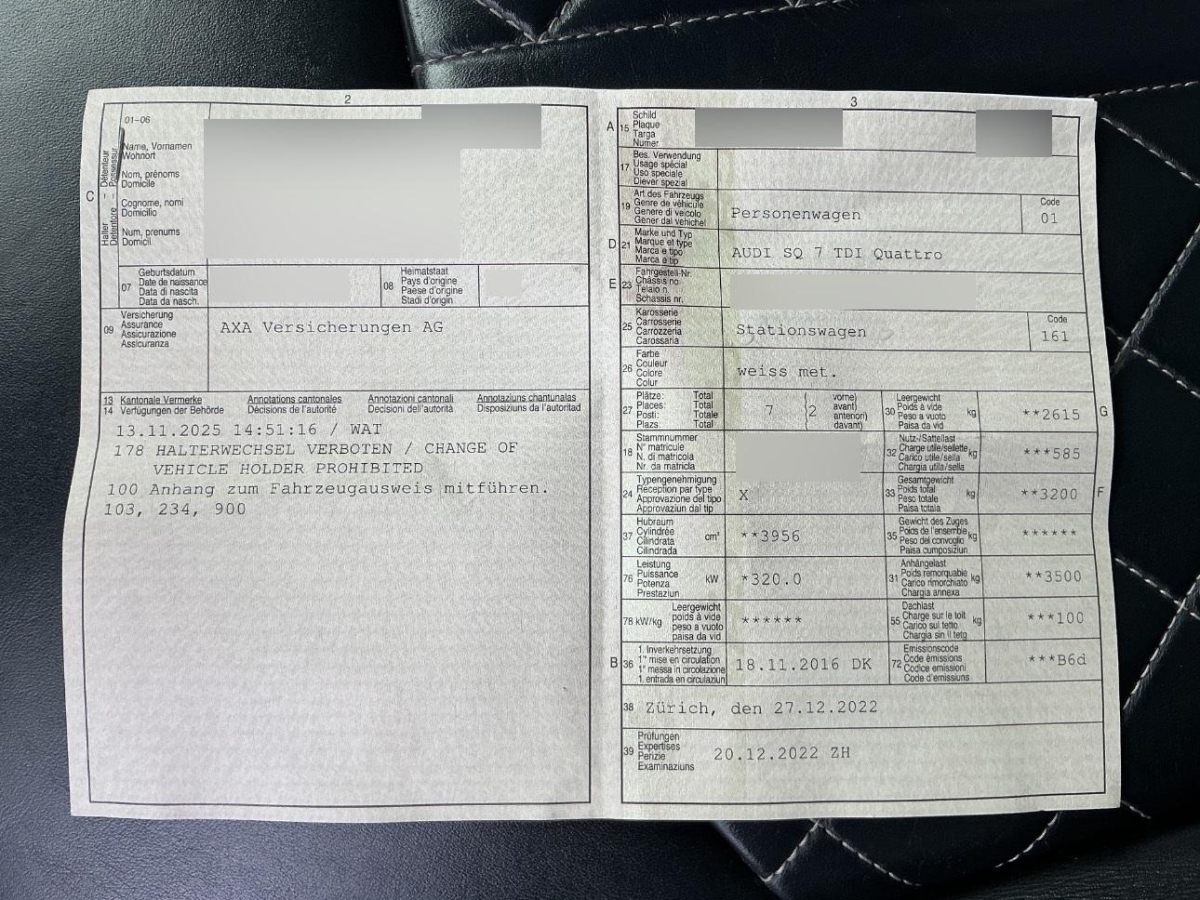 2
01-06
C
Halter – Détenteur
Detentore – Possessur
Name, Vornamen
Wohnort
Nom, prénoms
Domicile
Cognome, nomi
Domicilio
Num, prenums
Domicil
07
Geburtsdatum
Date de naissance
Data di nascita
Data da nasch.
08
Heimatstaat
Pays d'origine
Paese d'origine
Stadi d'origin
09
Versicherung
Assurance
Assicurazione
Assicuranza
AXA Versicherungen AG
13 Kantonale Vermerke Annotations cantonales Annotazioni cantonali Annotaziuns chantunalas
14 Verfügungen der Behörde Décisions de l'autorité Decisioni dell'autorità Disposiziuns da l'autoritad
13.11.2025 14:51:16 / WAT
178 HALTERWECHSEL VERBOTEN / CHANGE OF
VEHICLE HOLDER PROHIBITED
100 Anhang zum Fahrzeugausweis mitführen.
103, 234, 900
3
A 15
Schild
Plaque
Targa
Numer
17
Bes. Verwendung
Usage spécial
Uso speciale
Diever spezial
19
Art des Fahrzeugs
Genre de véhicule
Genere di veicolo
Gener dal vehichel
Personenwagen
Code
01
D 21
Marke und Typ
Marque et type
Marca e tipo
Marca e tip
AUDI SQ 7 TDI Quattro
E 23
Fahrgestell-Nr.
Châssis no
Telaio n.
Schassis nr.
25
Karosserie
Carrosserie
Carrozzeria
Carossaria
Stationswagen
Code
161
26
Farbe
Couleur
Colore
Colur
weiss met.
27
Plätze: Total
Places: Total
Posti: Totale
Plazs: Total
7
2
vorne)
avant)
anteriori)
davant)
30
Leergewicht
Poids à vide
Peso a vuoto
Paisa da vid
kg
**2615
G
18
Stammnummer
N° matricule
N. di matricola
Nr. da matricla
32
Nutz-/Sattellast
Charge utile/sellette
Carico utile/sella
Chargia utila/sella
kg
***585
24
Typengenehmigung
Réception par type
Approvazione del tipo
Approvaziun dal tip
X
33
Gesamtgewicht
Poids total
Peso totale
Paisa totala
kg
**3200
F
37
Hubraum
Cylindrée
Cilindrata
Cilindrada
cm³
**3956
35
Gewicht des Zuges
Poids de l'ensemble
Peso del convoglio
Paisa cumposiziun
kg
******
76
Leistung
Puissance
Potenza
Prestaziun
kW
*320.0
31
Anhängelast
Poids remorquable
Carico rimorchiato
Chargia annexa
kg
**3500
78 kW/kg
Leergewicht
poids à vide
peso a vuoto
paisa da vid
******
55
Dachlast
Charge sur le toit
Carico sul tetto
Chargia sin il tetg
kg
***100
B 36
1. Inverkehrsetzung
1re mise en circulation
1a messa in circolazione
1. entrada en circulaziun
18.11.2016 DK
72
Emissionscode
Code émissions
Codice emissioni
Code d'emissiuns
***B6d
38 Zürich, den 27.12.2022
39
Prüfungen
Expertises
Perizie
Examinaziuns
20.12.2022 ZH